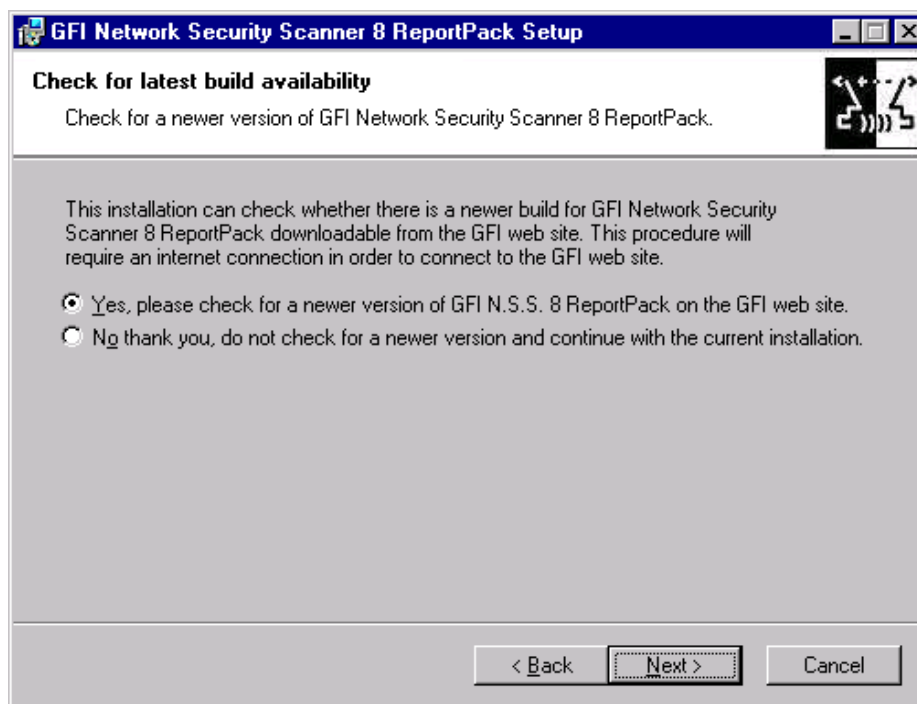 GFI Network Security Scanner 8 ReportPack Setup
Check for latest build availability
Check for a newer version of GFI Network Security Scanner 8 ReportPack.
This installation can check whether there is a newer build for GFI Network Security
Scanner 8 ReportPack downloadable from the GFI web site. This procedure will
require an internet connection in order to connect to the GFI web site.
Yes, please check for a newer version of GFI N.S.S. 8 ReportPack on the GFI web site.
No thank you, do not check for a newer version and continue with the current installation.
< Back Next > Cancel